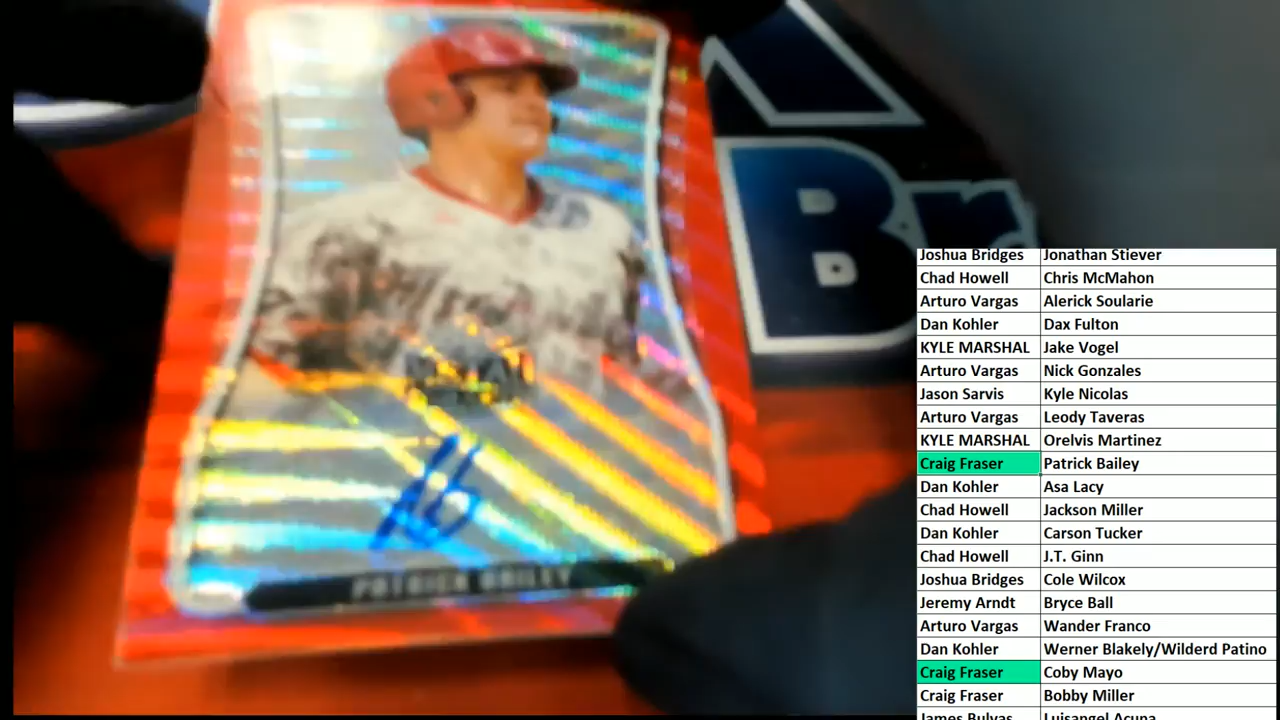 Br
PATRICK BAILEY
Joshua Bridges Jonathan Stiever
Chad Howell Chris McMahon
Arturo Vargas Alerick Soularie
Dan Kohler Dax Fulton
KYLE MARSHAL Jake Vogel
Arturo Vargas Nick Gonzales
Jason Sarvis Kyle Nicolas
Arturo Vargas Leody Taveras
KYLE MARSHAL Orelvis Martinez
Craig Fraser Patrick Bailey
Dan Kohler Asa Lacy
Chad Howell Jackson Miller
Dan Kohler Carson Tucker
Chad Howell J.T. Ginn
Joshua Bridges Cole Wilcox
Jeremy Arndt Bryce Ball
Arturo Vargas Wander Franco
Dan Kohler Werner Blakely/Wilderd Patino
Craig Fraser Coby Mayo
Craig Fraser Bobby Miller
James Bulvas Luisangel Acuna